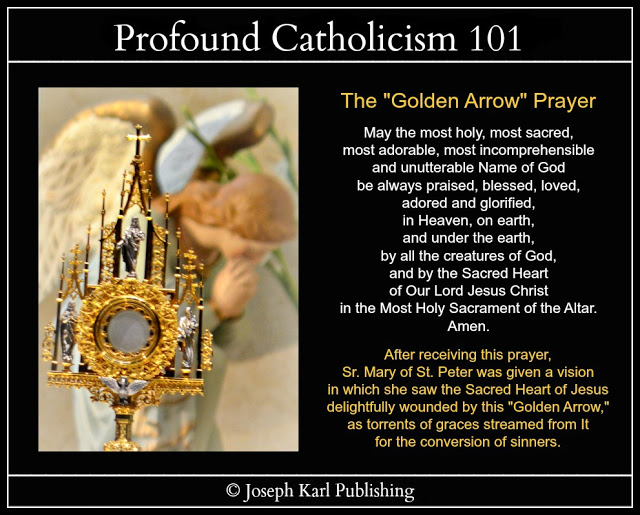 Profound Catholicism 101
The "Golden Arrow" Prayer
May the most holy, most sacred,
most adorable, most incomprehensible
and unutterable Name of God
be always praised, blessed, loved,
adored and glorified,
in Heaven, on earth,
and under the earth,
by all the creatures of God,
and by the Sacred Heart
of Our Lord Jesus Christ
in the Most Holy Sacrament of the Altar.
Amen.
After receiving this prayer,
Sr. Mary of St. Peter was given a vision
in which she saw the Sacred Heart of Jesus
delightfully wounded by this "Golden Arrow,"
as torrents of graces streamed from It
for the conversion of sinners.
© Joseph Karl Publishing